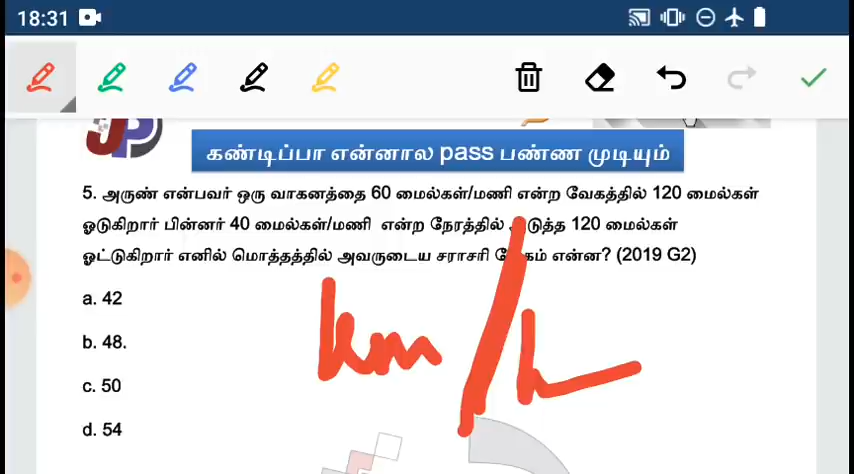 18:31
கண்டிப்பா என்னால pass பண்ண முடியும்
5. அருண் என்பவர் ஒரு வாகனத்தை 60 மைல்கள்/மணி என்ற வேகத்தில் 120 மைல்கள்
ஓடுகிறார் பின்னர் 40 மைல்கள்/மணி என்ற நேரத்தில் அடுத்த 120 மைல்கள்
ஓட்டுகிறார் எனில் மொத்தத்தில் அவருடைய சராசரி வேகம் என்ன? (2019 G2)
a. 42
b. 48.
c. 50
d. 54
km/h